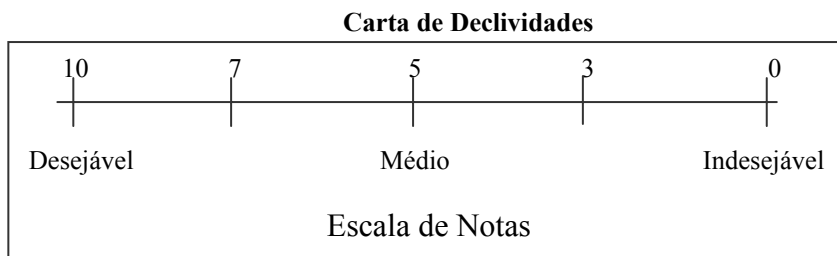 Carta de Declividades
10 7 5 3 0
Desejável Médio Indesejável
Escala de Notas